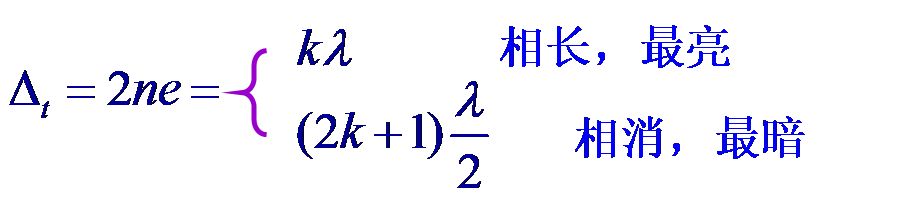 kλ 相长，最亮
Δₜ = 2ne = {
(2k+1) λ/2 相消，最暗